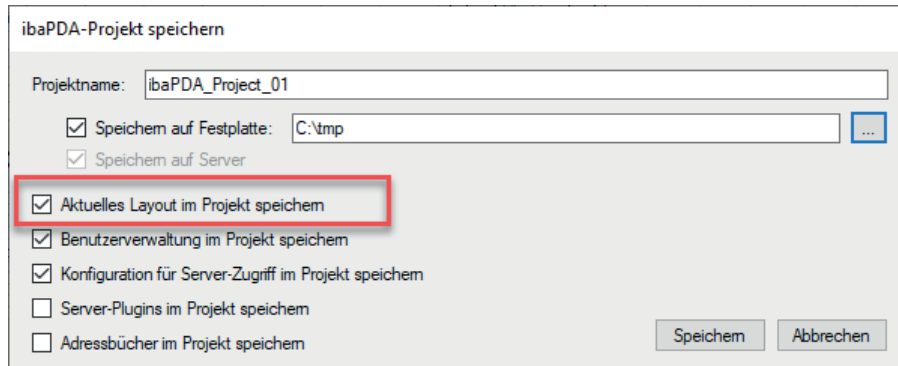 ibaPDA-Projekt speichern
Projektname: ibaPDA_Project_01
Speichern auf Festplatte: C:\tmp ...
Speichern auf Server
Aktuelles Layout im Projekt speichern
Benutzerverwaltung im Projekt speichern
Konfiguration für Server-Zugriff im Projekt speichern
Server-Plugins im Projekt speichern
Adressbücher im Projekt speichern
Speichern Abbrechen